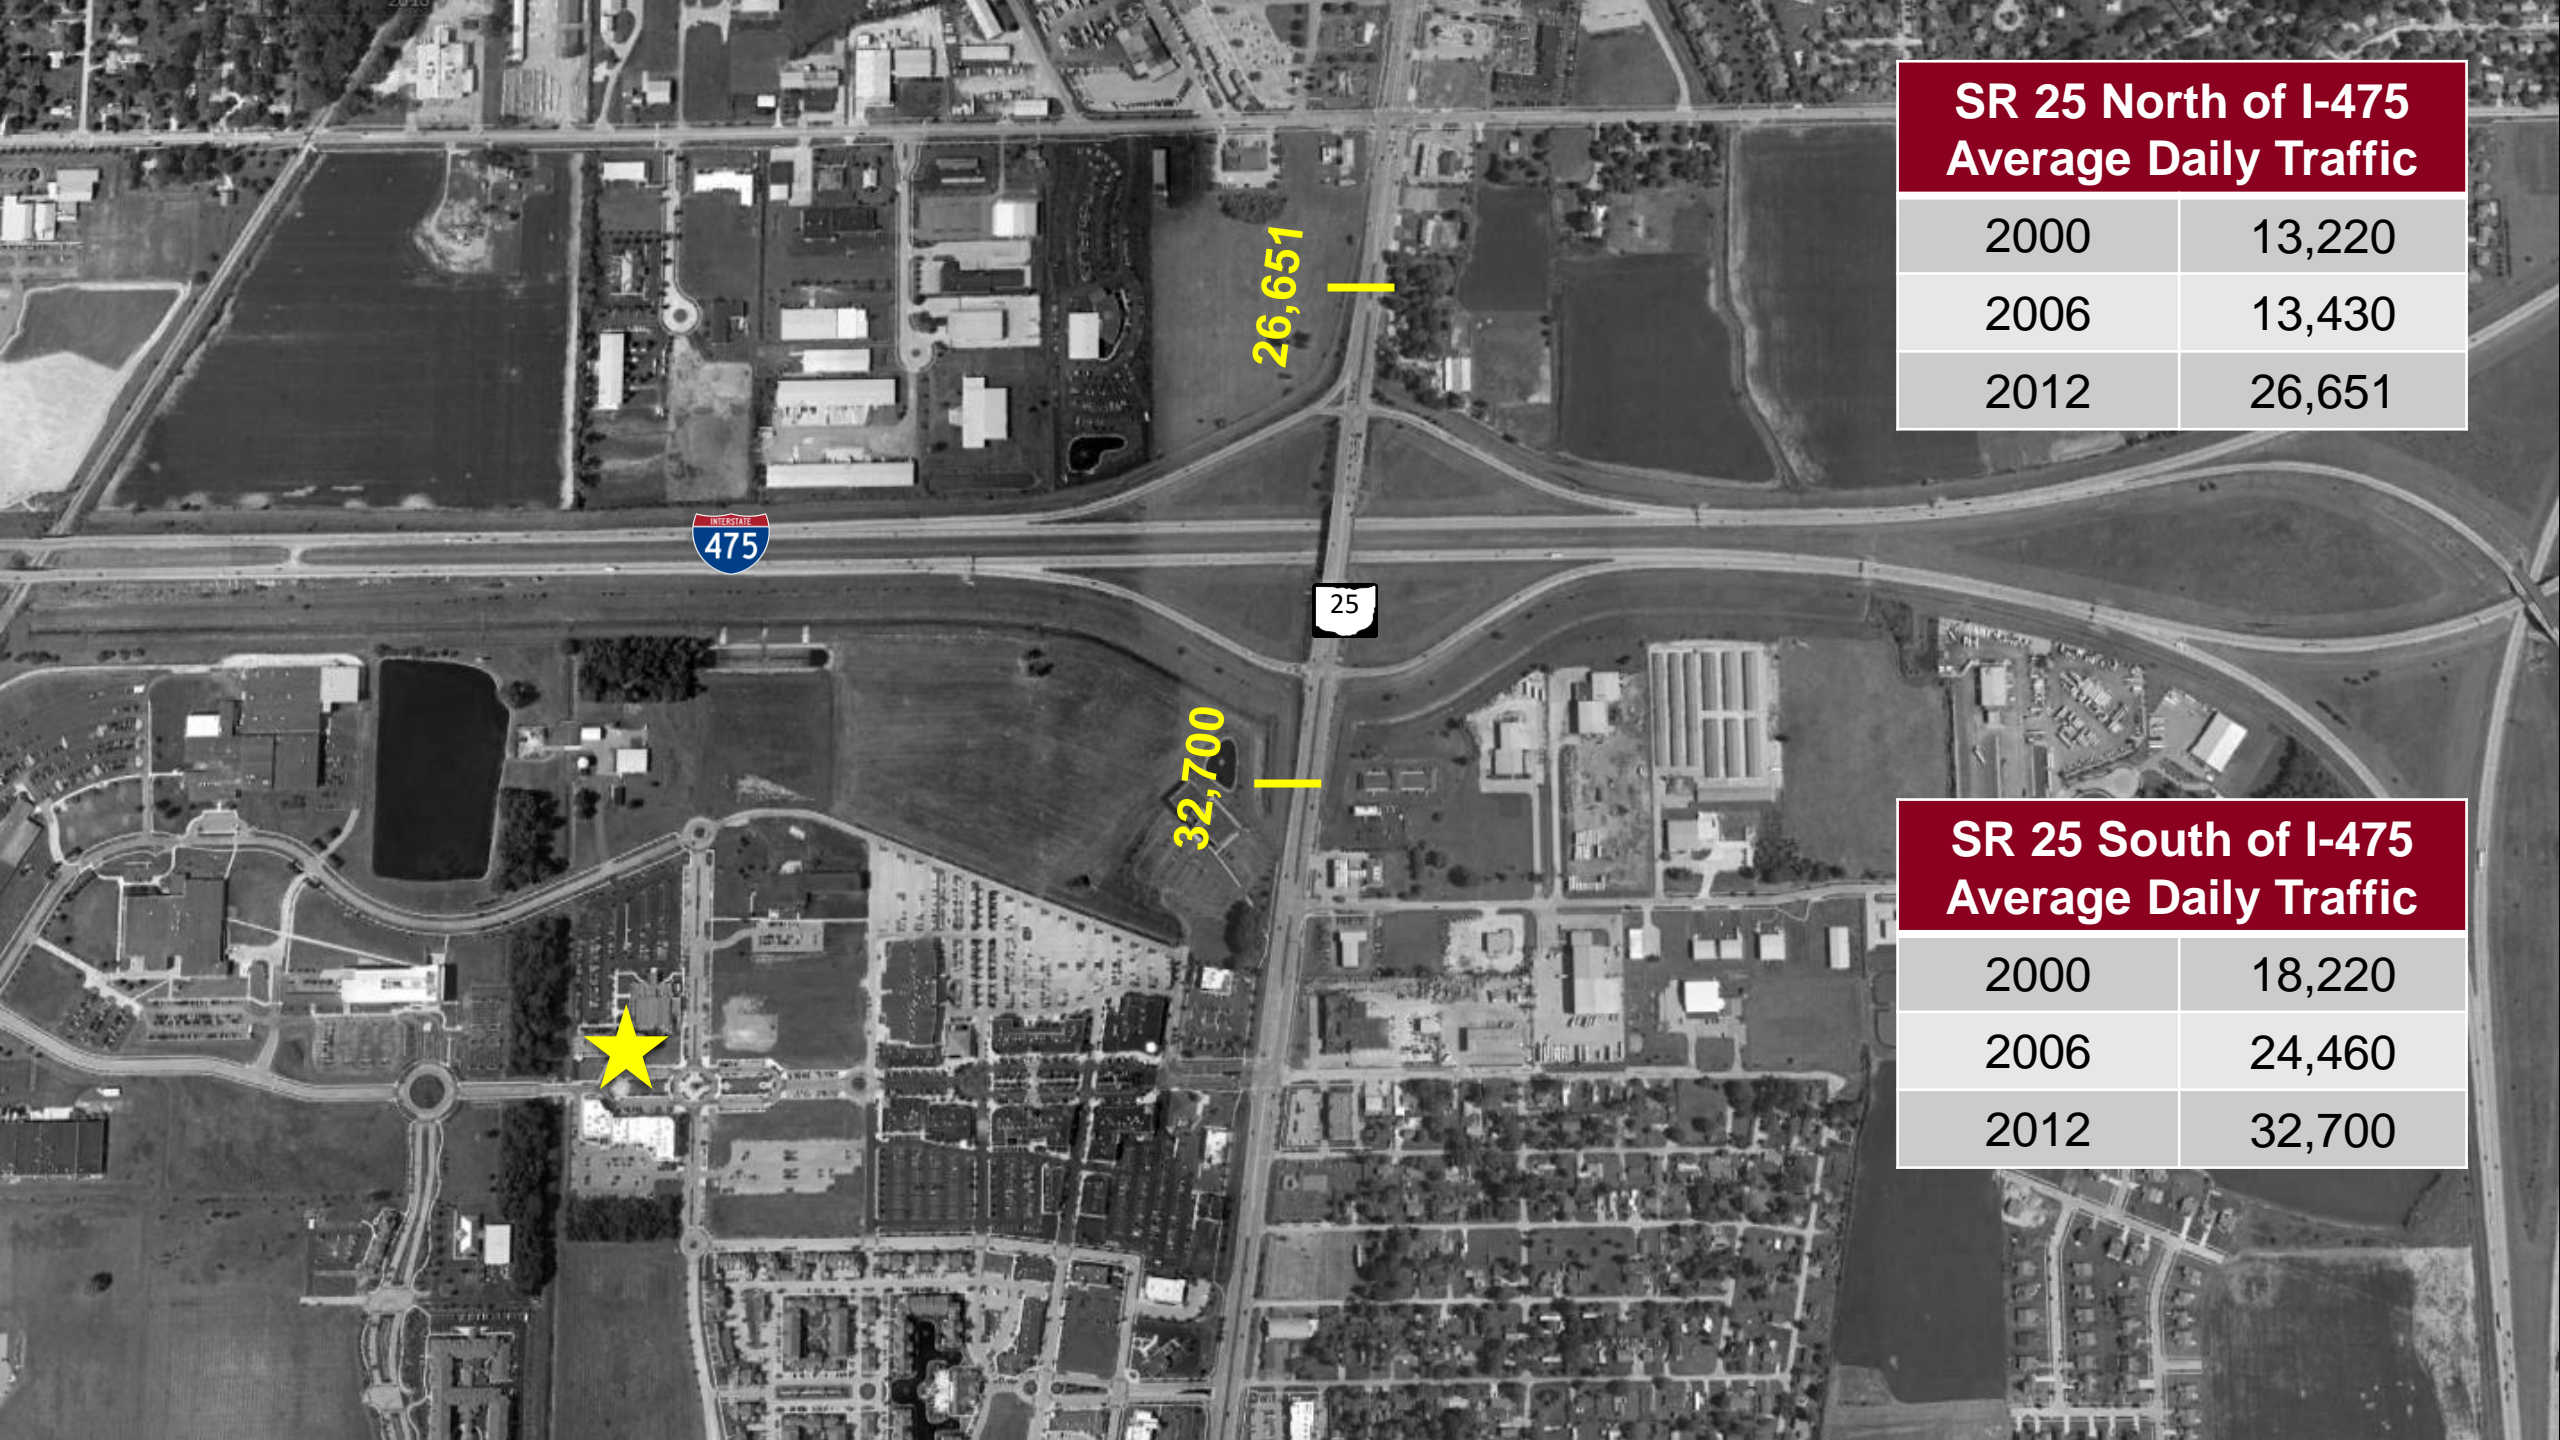 SR 25 North of I-475
Average Daily Traffic
2000 13,220
2006 13,430
2012 26,651
26,651
INTERSTATE
475
25
32,700
SR 25 South of I-475
Average Daily Traffic
2000 18,220
2006 24,460
2012 32,700